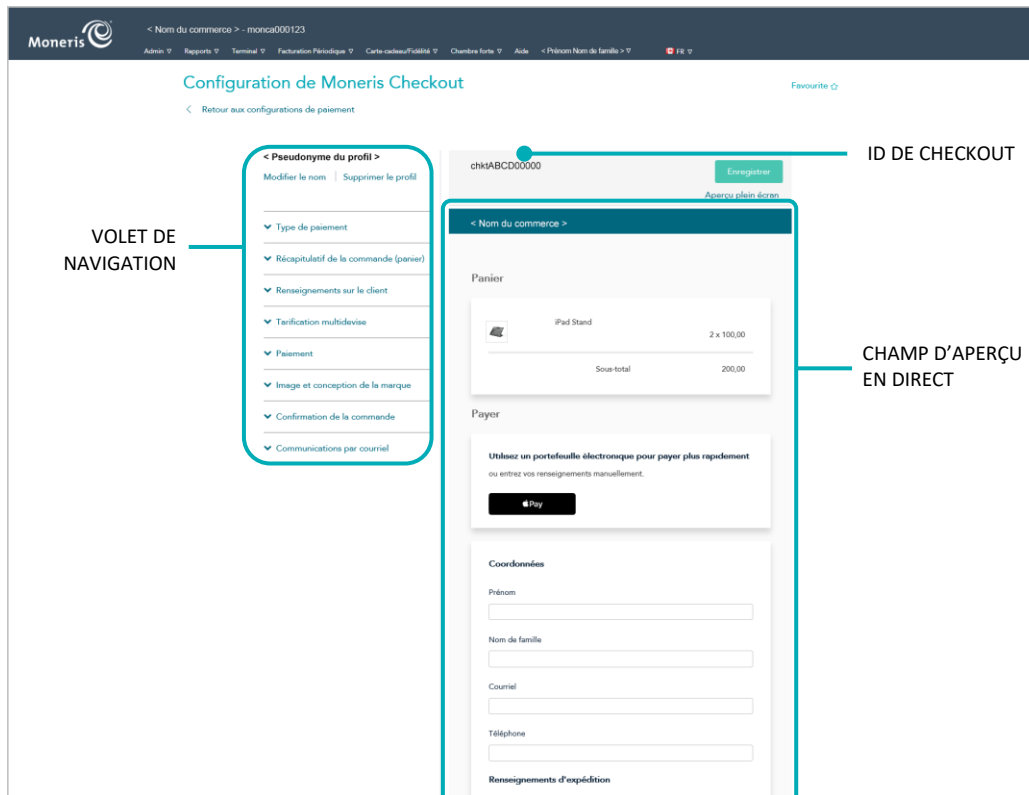 Moneris
< Nom du commerce > - monca000123
Admin ▽ Rapports ▽ Terminal ▽ Facturation Périodique ▽ Carte-cadeau/Fidélité ▽ Chambre forte ▽ Aide < Prénom Nom de famille > ▽ FR ▽
Configuration de Moneris Checkout
Favourite ☆
< Retour aux configurations de paiement
VOLET DE
NAVIGATION
< Pseudonyme du profil >
Modifier le nom | Supprimer le profil
Type de paiement
Récapitulatif de la commande (panier)
Renseignements sur le client
Tarification multidevise
Paiement
Image et conception de la marque
Confirmation de la commande
Communications par courriel
chktABCD00000
ID DE CHECKOUT
Enregistrer
Aperçu plein écran
< Nom du commerce >
Panier
iPad Stand
2 x 100,00
Sous-total 200,00
CHAMP D'APERÇU
EN DIRECT
Payer
Utilisez un portefeuille électronique pour payer plus rapidement
ou entrez vos renseignements manuellement.
Pay
Coordonnées
Prénom
Nom de famille
Courriel
Téléphone
Renseignements d'expédition